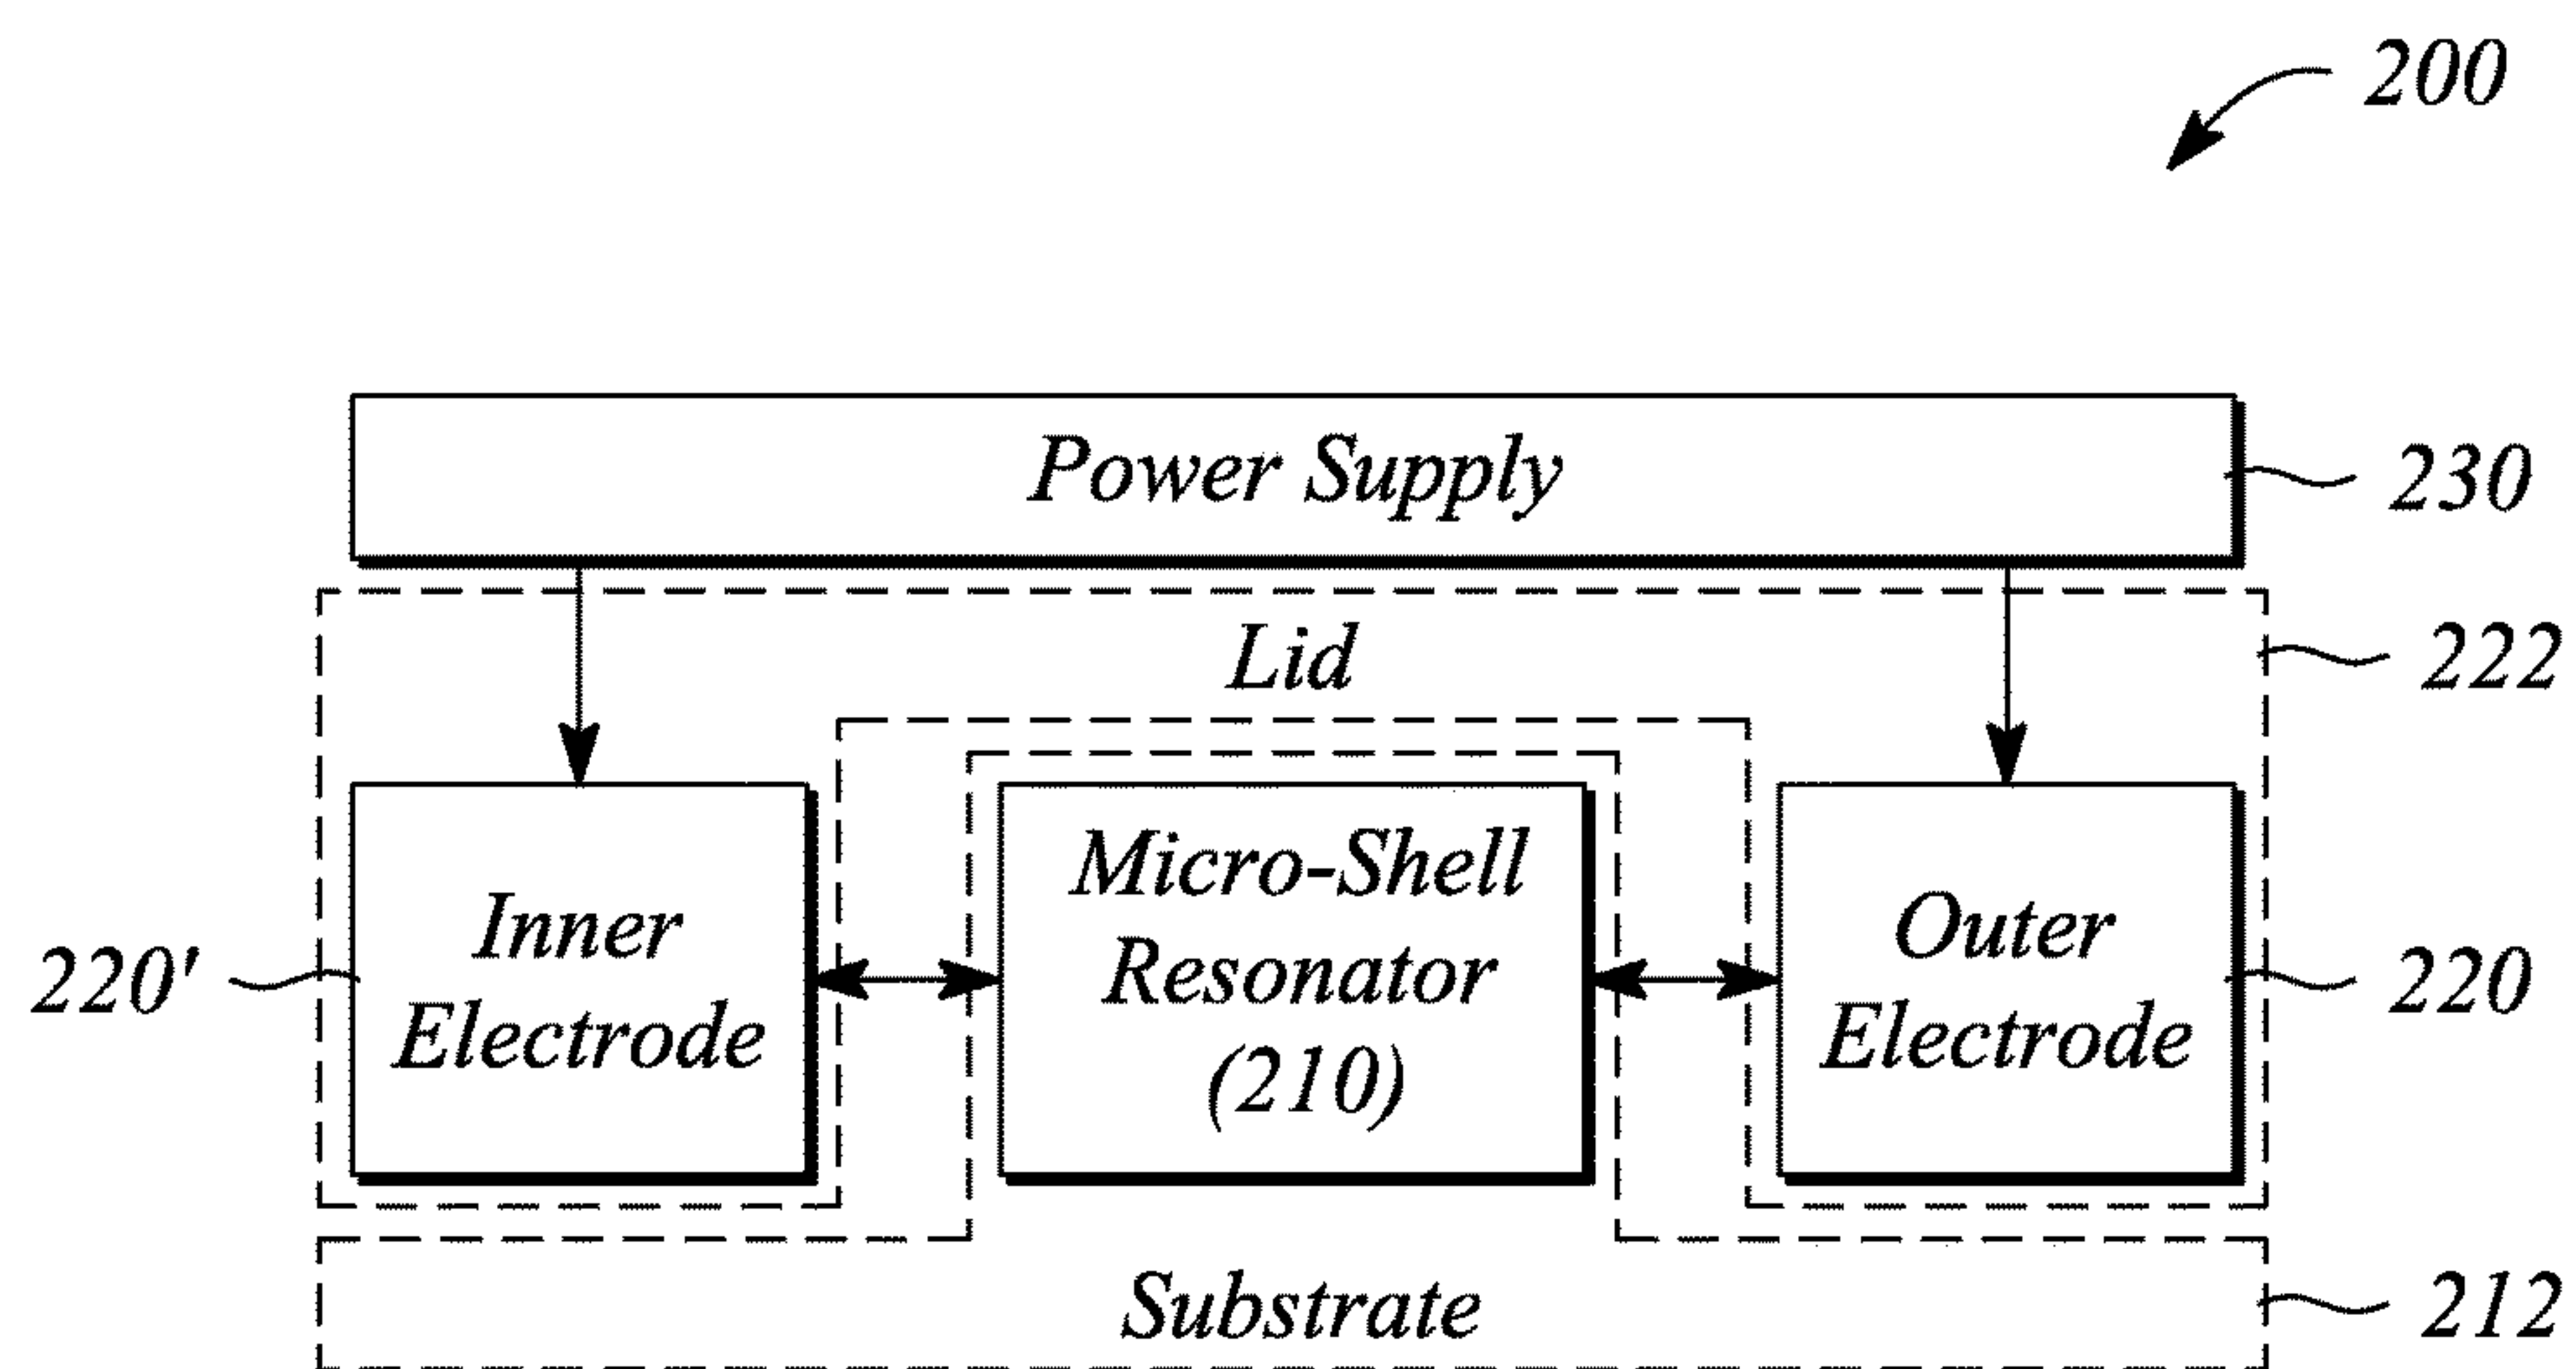 200
Power Supply
230
Lid
222
Inner
Electrode
220'
Micro-Shell
Resonator
(210)
Outer
Electrode
220
Substrate
212